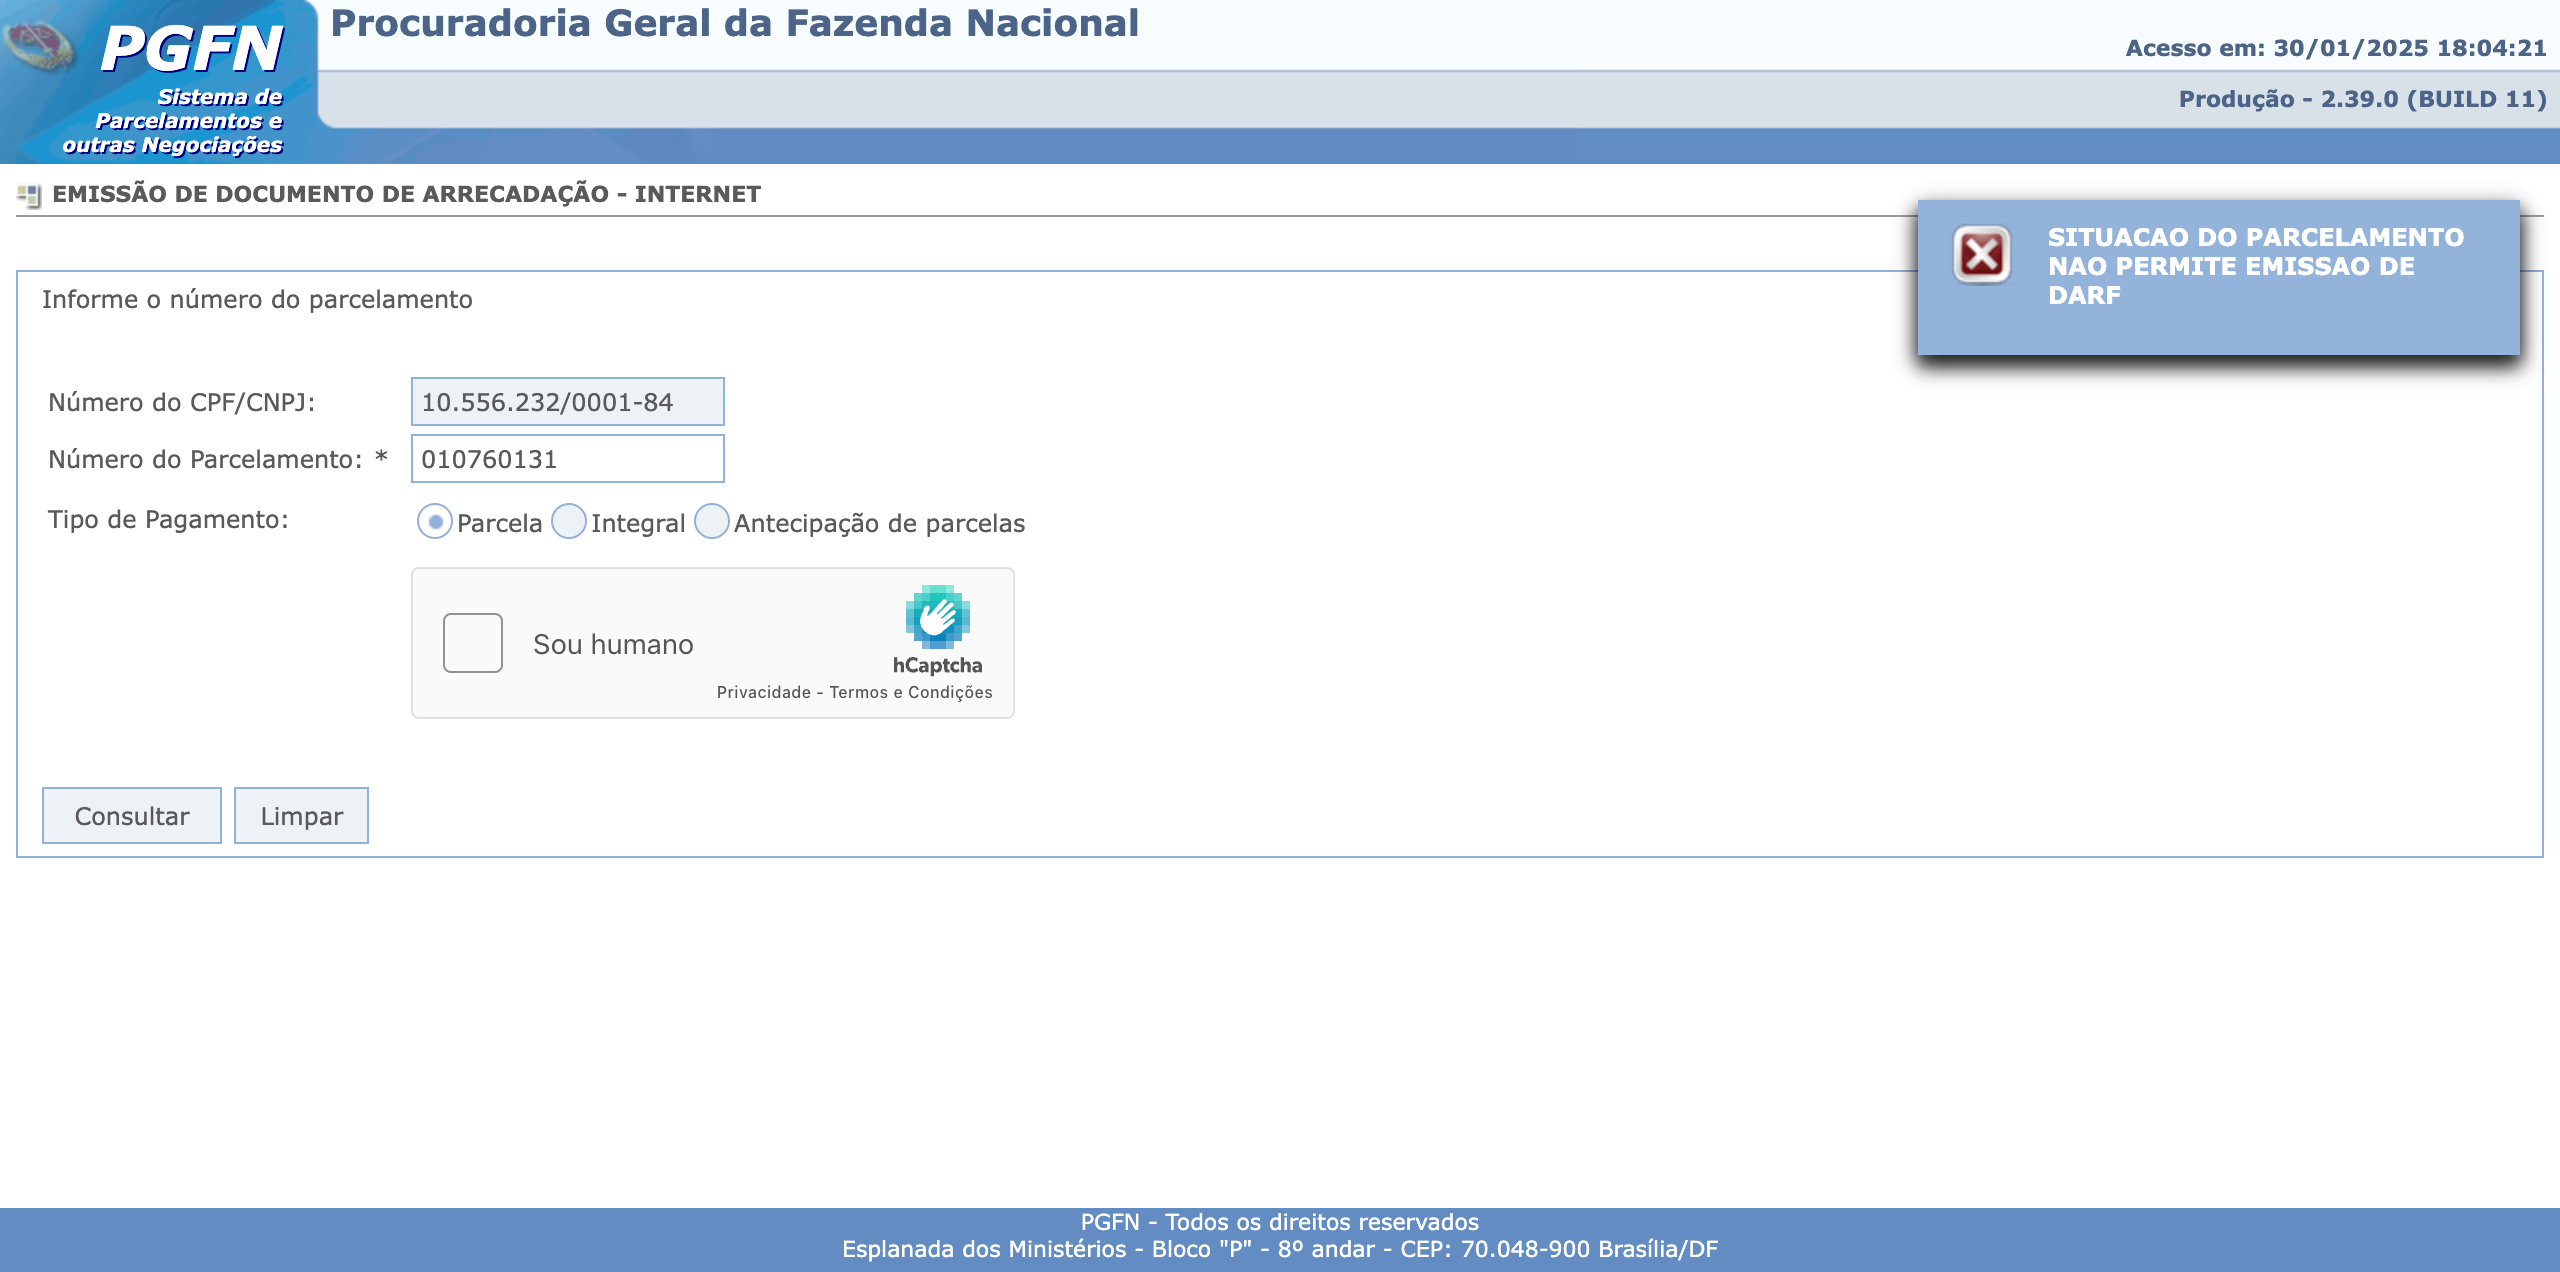 PGFN
Sistema de
Parcelamentos e
outras Negociações
Procuradoria Geral da Fazenda Nacional
Acesso em: 30/01/2025 18:04:21
Produção - 2.39.0 (BUILD 11)
EMISSÃO DE DOCUMENTO DE ARRECADAÇÃO - INTERNET
SITUACAO DO PARCELAMENTO
NAO PERMITE EMISSAO DE
DARF
Informe o número do parcelamento
Número do CPF/CNPJ: 10.556.232/0001-84
Número do Parcelamento: * 010760131
Tipo de Pagamento: Parcela Integral Antecipação de parcelas
Sou humano
hCaptcha
Privacidade - Termos e Condições
Consultar Limpar
PGFN - Todos os direitos reservados
Esplanada dos Ministérios - Bloco "P" - 8º andar - CEP: 70.048-900 Brasília/DF